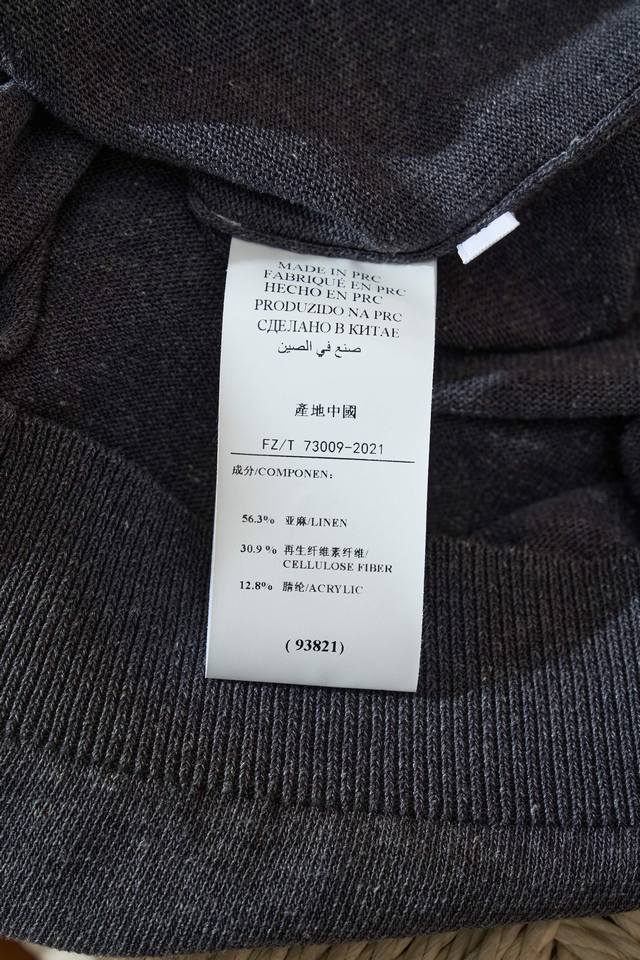 MADE IN PRC
FABRIQUÉ EN PRC
HECHO EN PRC
PRODUZIDO NA PRC
СДЕЛАНО В КИТАЕ
صنع في الصين
產地中國
FZ/T 73009-2021
成分/COMPONEN:
56.3% 亚麻/LINEN
30.9 % 再生纤维素纤维/
CELLULOSE FIBER
12.8% 腈纶/ACRYLIC
( 93821)